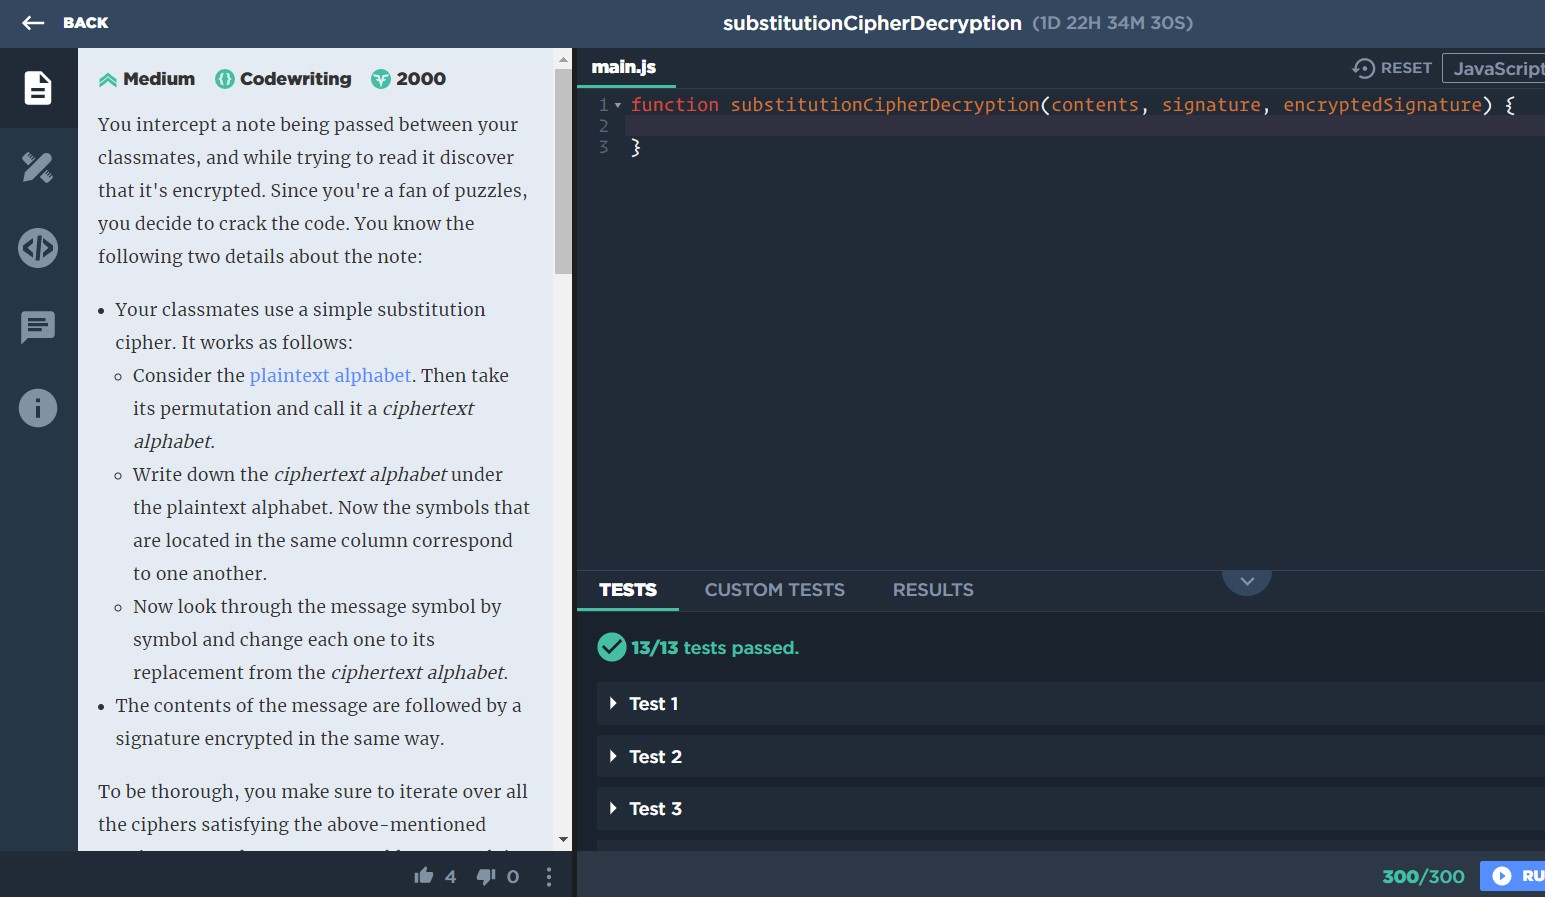 BACK
substitutionCipherDecryption (1D 22H 34M 30S)
Medium Codewriting 2000
You intercept a note being passed between your
classmates, and while trying to read it discover
that it's encrypted. Since you're a fan of puzzles,
you decide to crack the code. You know the
following two details about the note:
• Your classmates use a simple substitution
cipher. It works as follows:
◦ Consider the plaintext alphabet. Then take
its permutation and call it a ciphertext
alphabet.
◦ Write down the ciphertext alphabet under
the plaintext alphabet. Now the symbols that
are located in the same column correspond
to one another.
◦ Now look through the message symbol by
symbol and change each one to its
replacement from the ciphertext alphabet.
• The contents of the message are followed by a
signature encrypted in the same way.
To be thorough, you make sure to iterate over all
the ciphers satisfying the above-mentioned
4 0
main.js
RESET JavaScript
1 function substitutionCipherDecryption(contents, signature, encryptedSignature) {
2
3 }
TESTS CUSTOM TESTS RESULTS
13/13 tests passed.
Test 1
Test 2
Test 3
300/300 RU